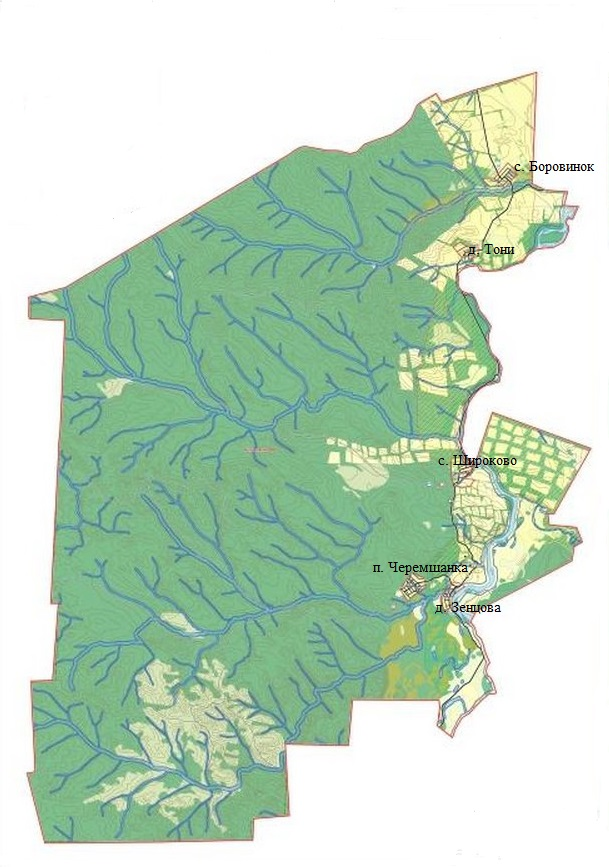 с. Боровинок
д. Тони
с. Широково
п. Черемшанка
д. Зенцова